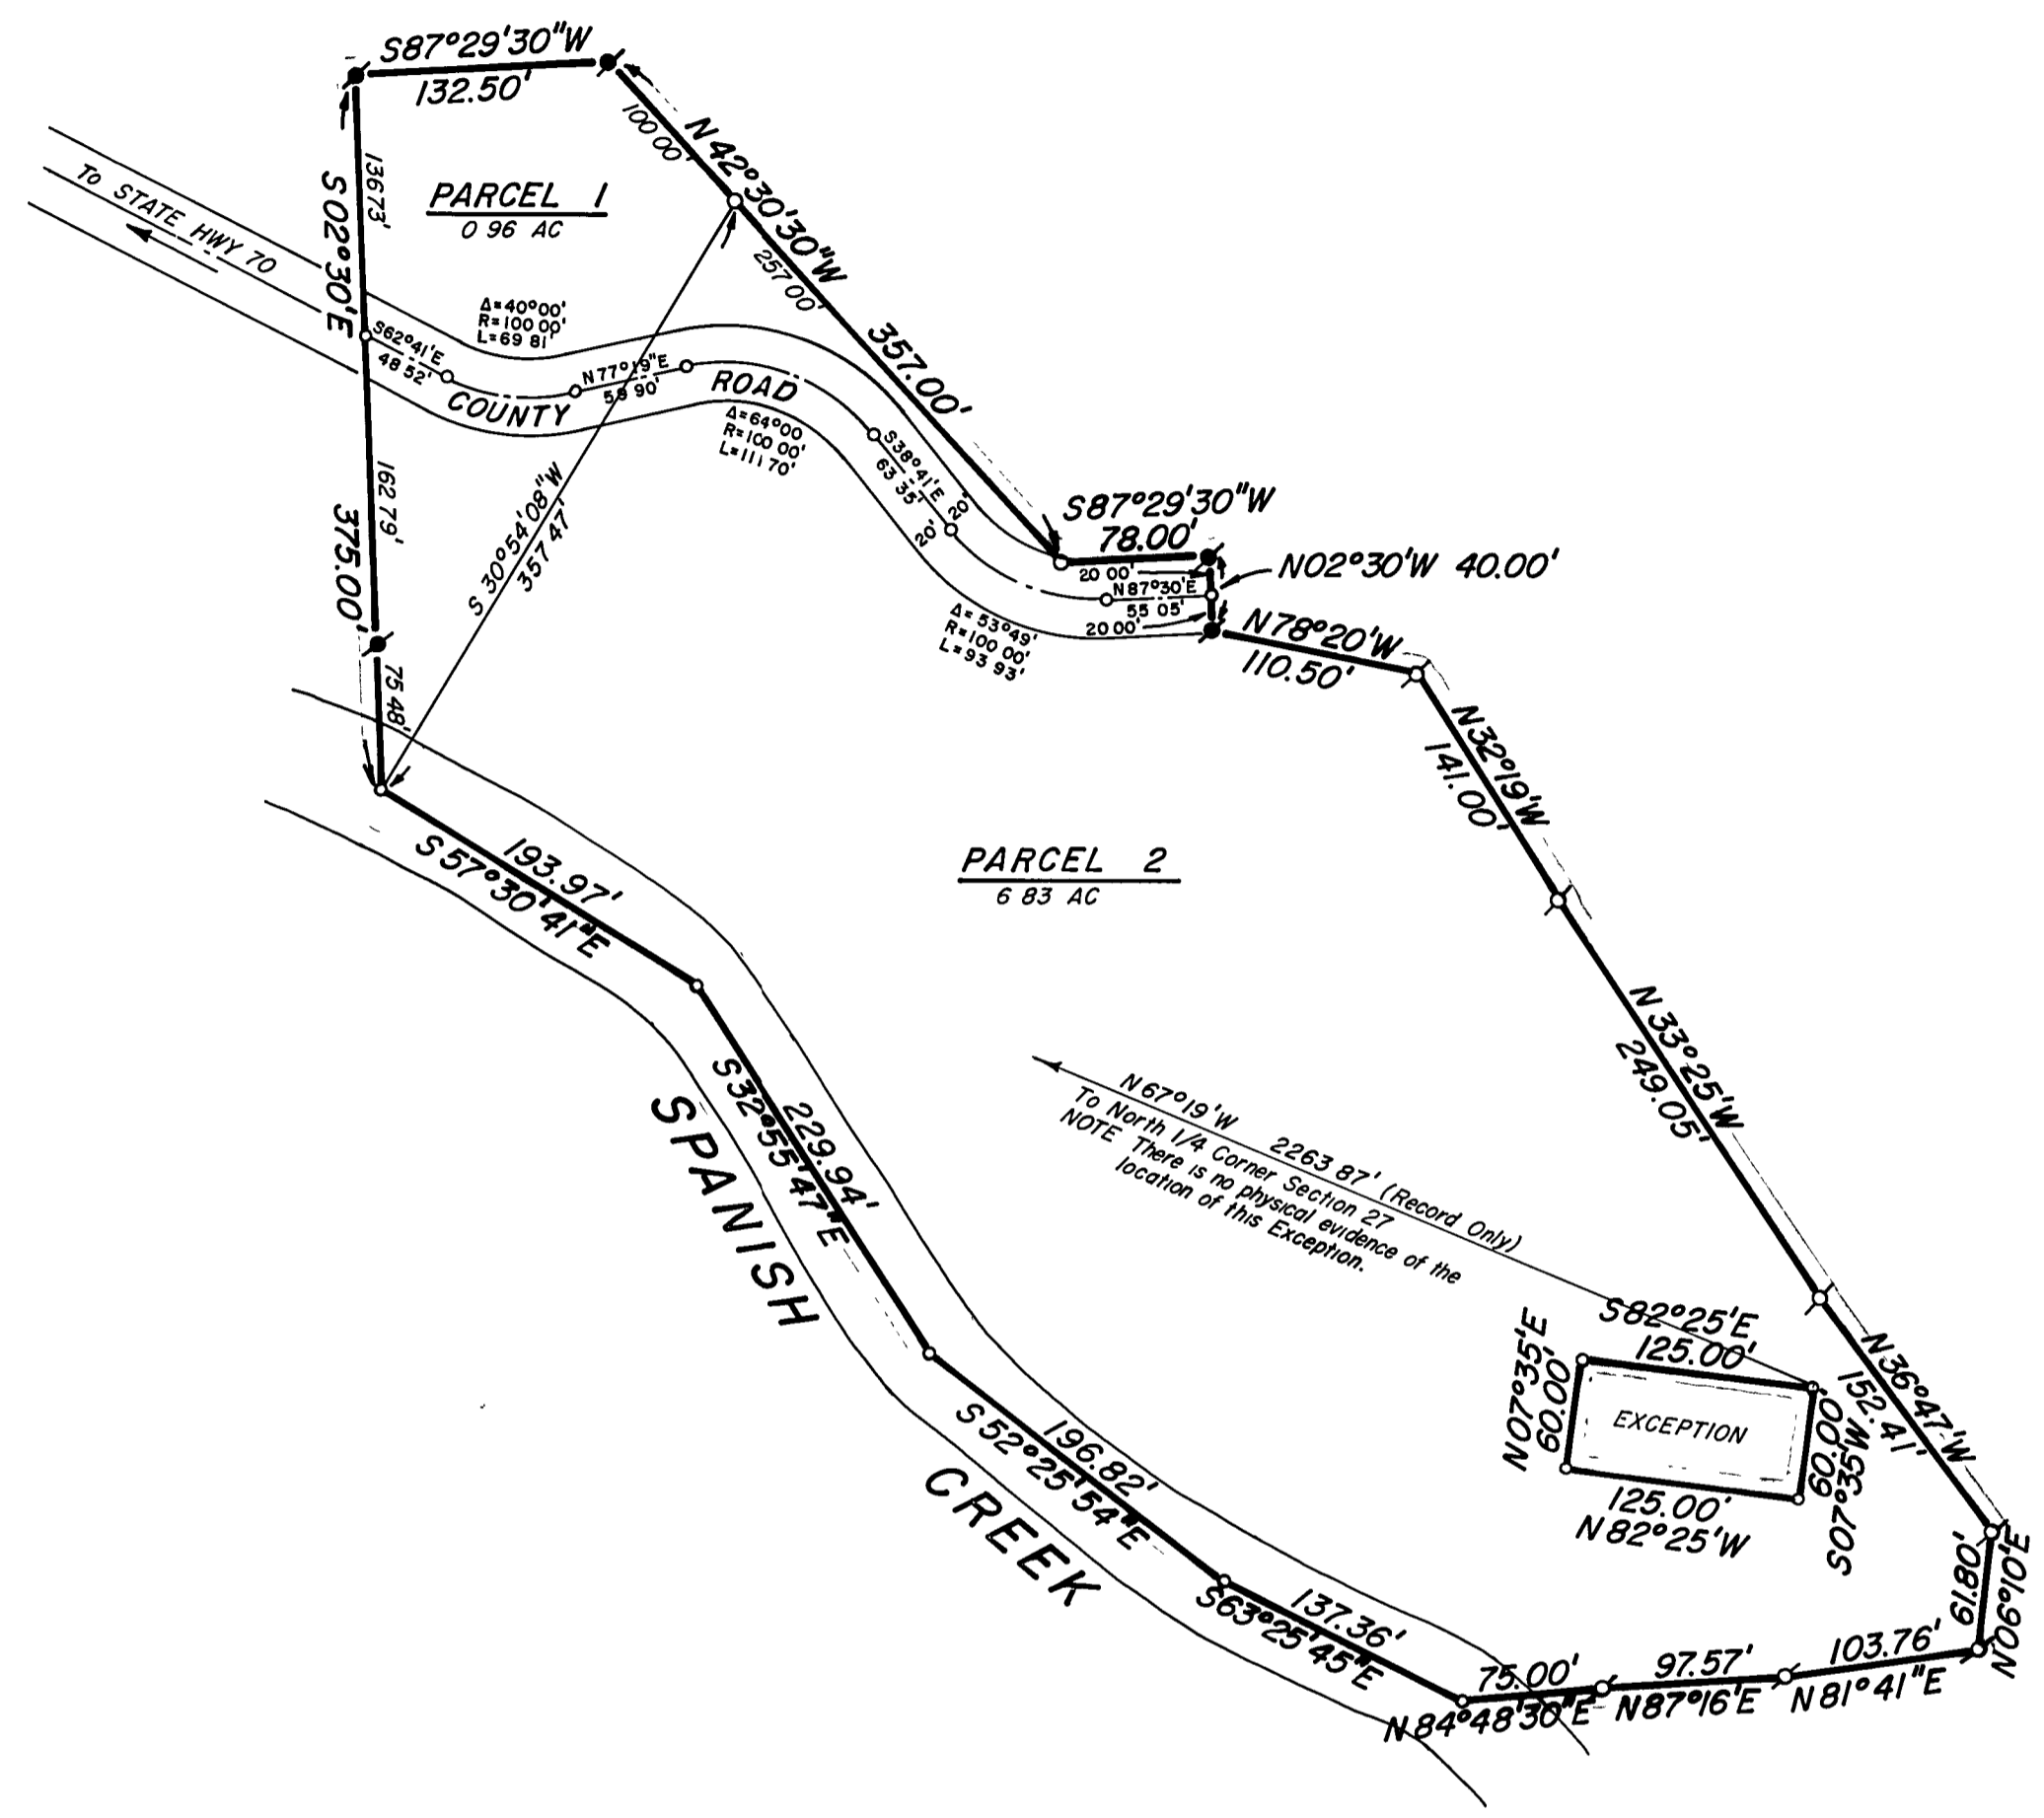 S87°29'30"W
132.50'
100 00'
N42°30'30"W
257 00'
357.00'
136 73'
S02°30'E
PARCEL 1
0 96 AC
To STATE HWY 70
Δ=40°00'
R=100 00'
L=69 81'
S62°41'E
48 52'
N77°19"E
58 90'
COUNTY ROAD
Δ=64°00
R=100 00'
L=111 70'
S38°41'E
63 35'
20'
20'
162 79'
375.00'
S 30°54'08"W
357 47'
S87°29'30"W
78.00'
20 00'
N02°30'W 40.00'
N87°30'E
55 05'
20 00'
Δ=53°49'
R=100 00'
L=93 93'
N78°20'W
110.50'
75 48'
N32°19'W
141.00'
193.97'
S57°30'41"E
PARCEL 2
6 83 AC
N33°25'W
249.05'
229.94'
S32°55'47"E
SPANISH
CREEK
N67°19'W 2263 87' (Record Only)
To North 1/4 Corner Section 27
NOTE There is no physical evidence of the
location of this Exception.
S82°25'E
125.00'
N07°35'E
60.00'
EXCEPTION
60.00'
S07°35'W
125.00'
N82°25'W
N36°47'W
152.41'
196.82'
S52°25'54"E
137.36'
S63°25'45"E
75.00'
N84°48'30"E
97.57'
N87°16'E
103.76'
N81°41"E
61.80'
N06°10'E